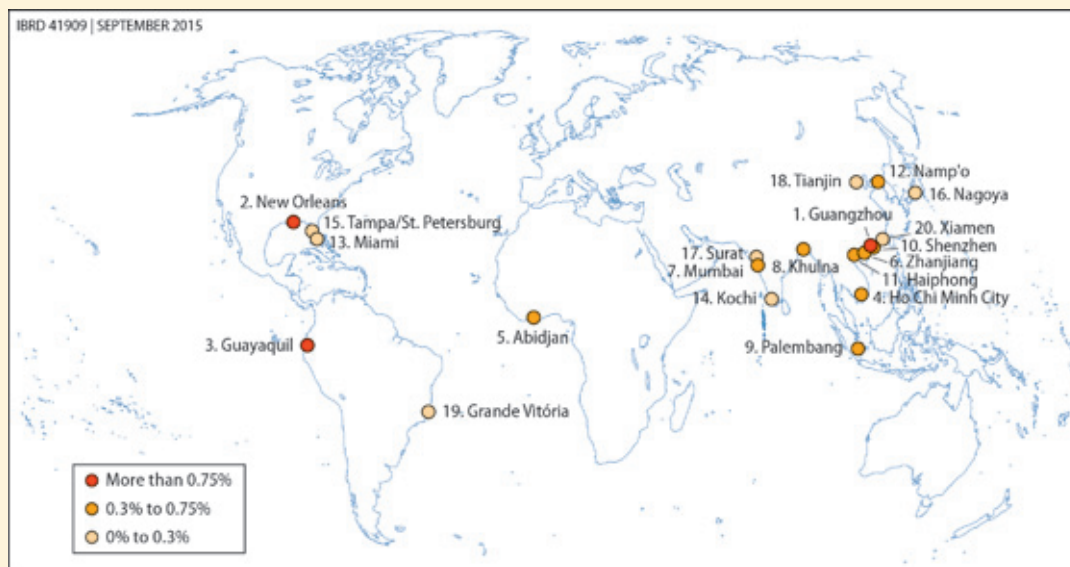 IBRD 41909 | SEPTEMBER 2015
12. Namp'o
18. Tianjin
16. Nagoya
2. New Orleans
1. Guangzhou
15. Tampa/St. Petersburg
20. Xiamen
13. Miami
10. Shenzhen
17. Surat
6. Zhanjiang
7. Mumbai
8. Khulna
11. Haiphong
14. Kochi
4. Ho Chi Minh City
5. Abidjan
3. Guayaquil
9. Palembang
19. Grande Vitória
More than 0.75%
0.3% to 0.75%
0% to 0.3%